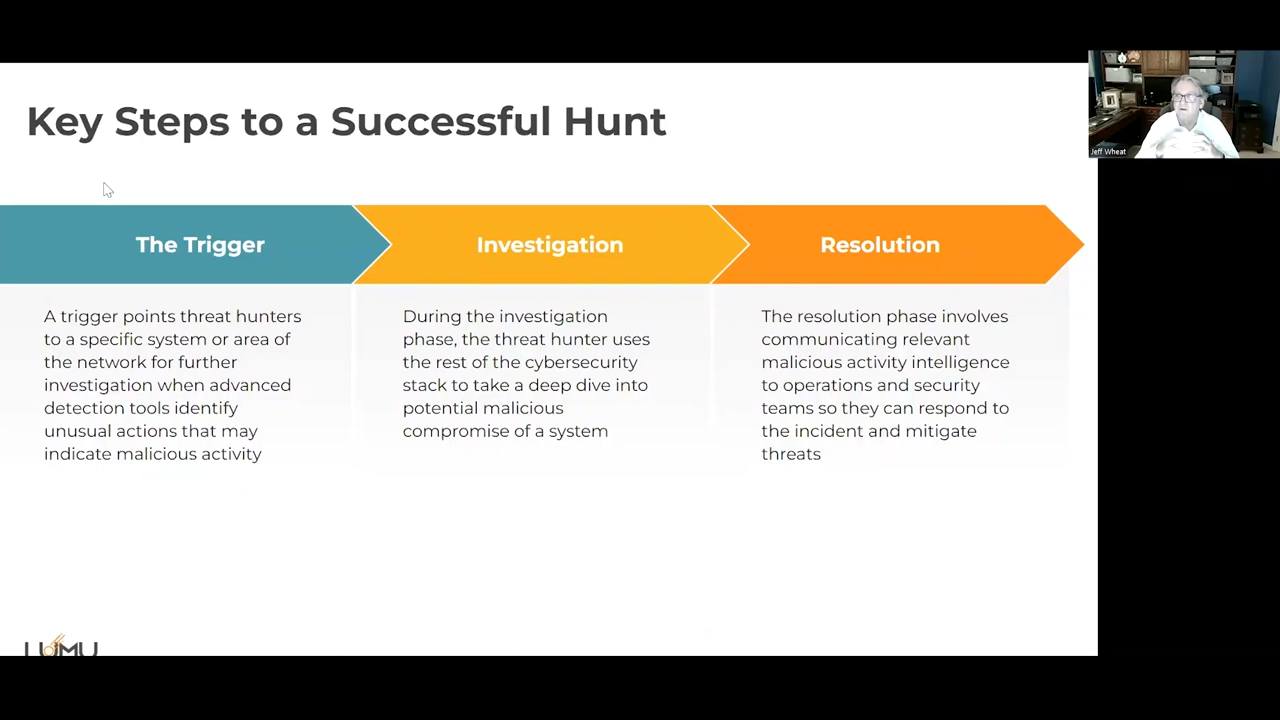 Key Steps to a Successful Hunt
Jeff Wheat
The Trigger
Investigation
Resolution
A trigger points threat hunters
to a specific system or area of
the network for further
investigation when advanced
detection tools identify
unusual actions that may
indicate malicious activity
During the investigation
phase, the threat hunter uses
the rest of the cybersecurity
stack to take a deep dive into
potential malicious
compromise of a system
The resolution phase involves
communicating relevant
malicious activity intelligence
to operations and security
teams so they can respond to
the incident and mitigate
threats
LUMU